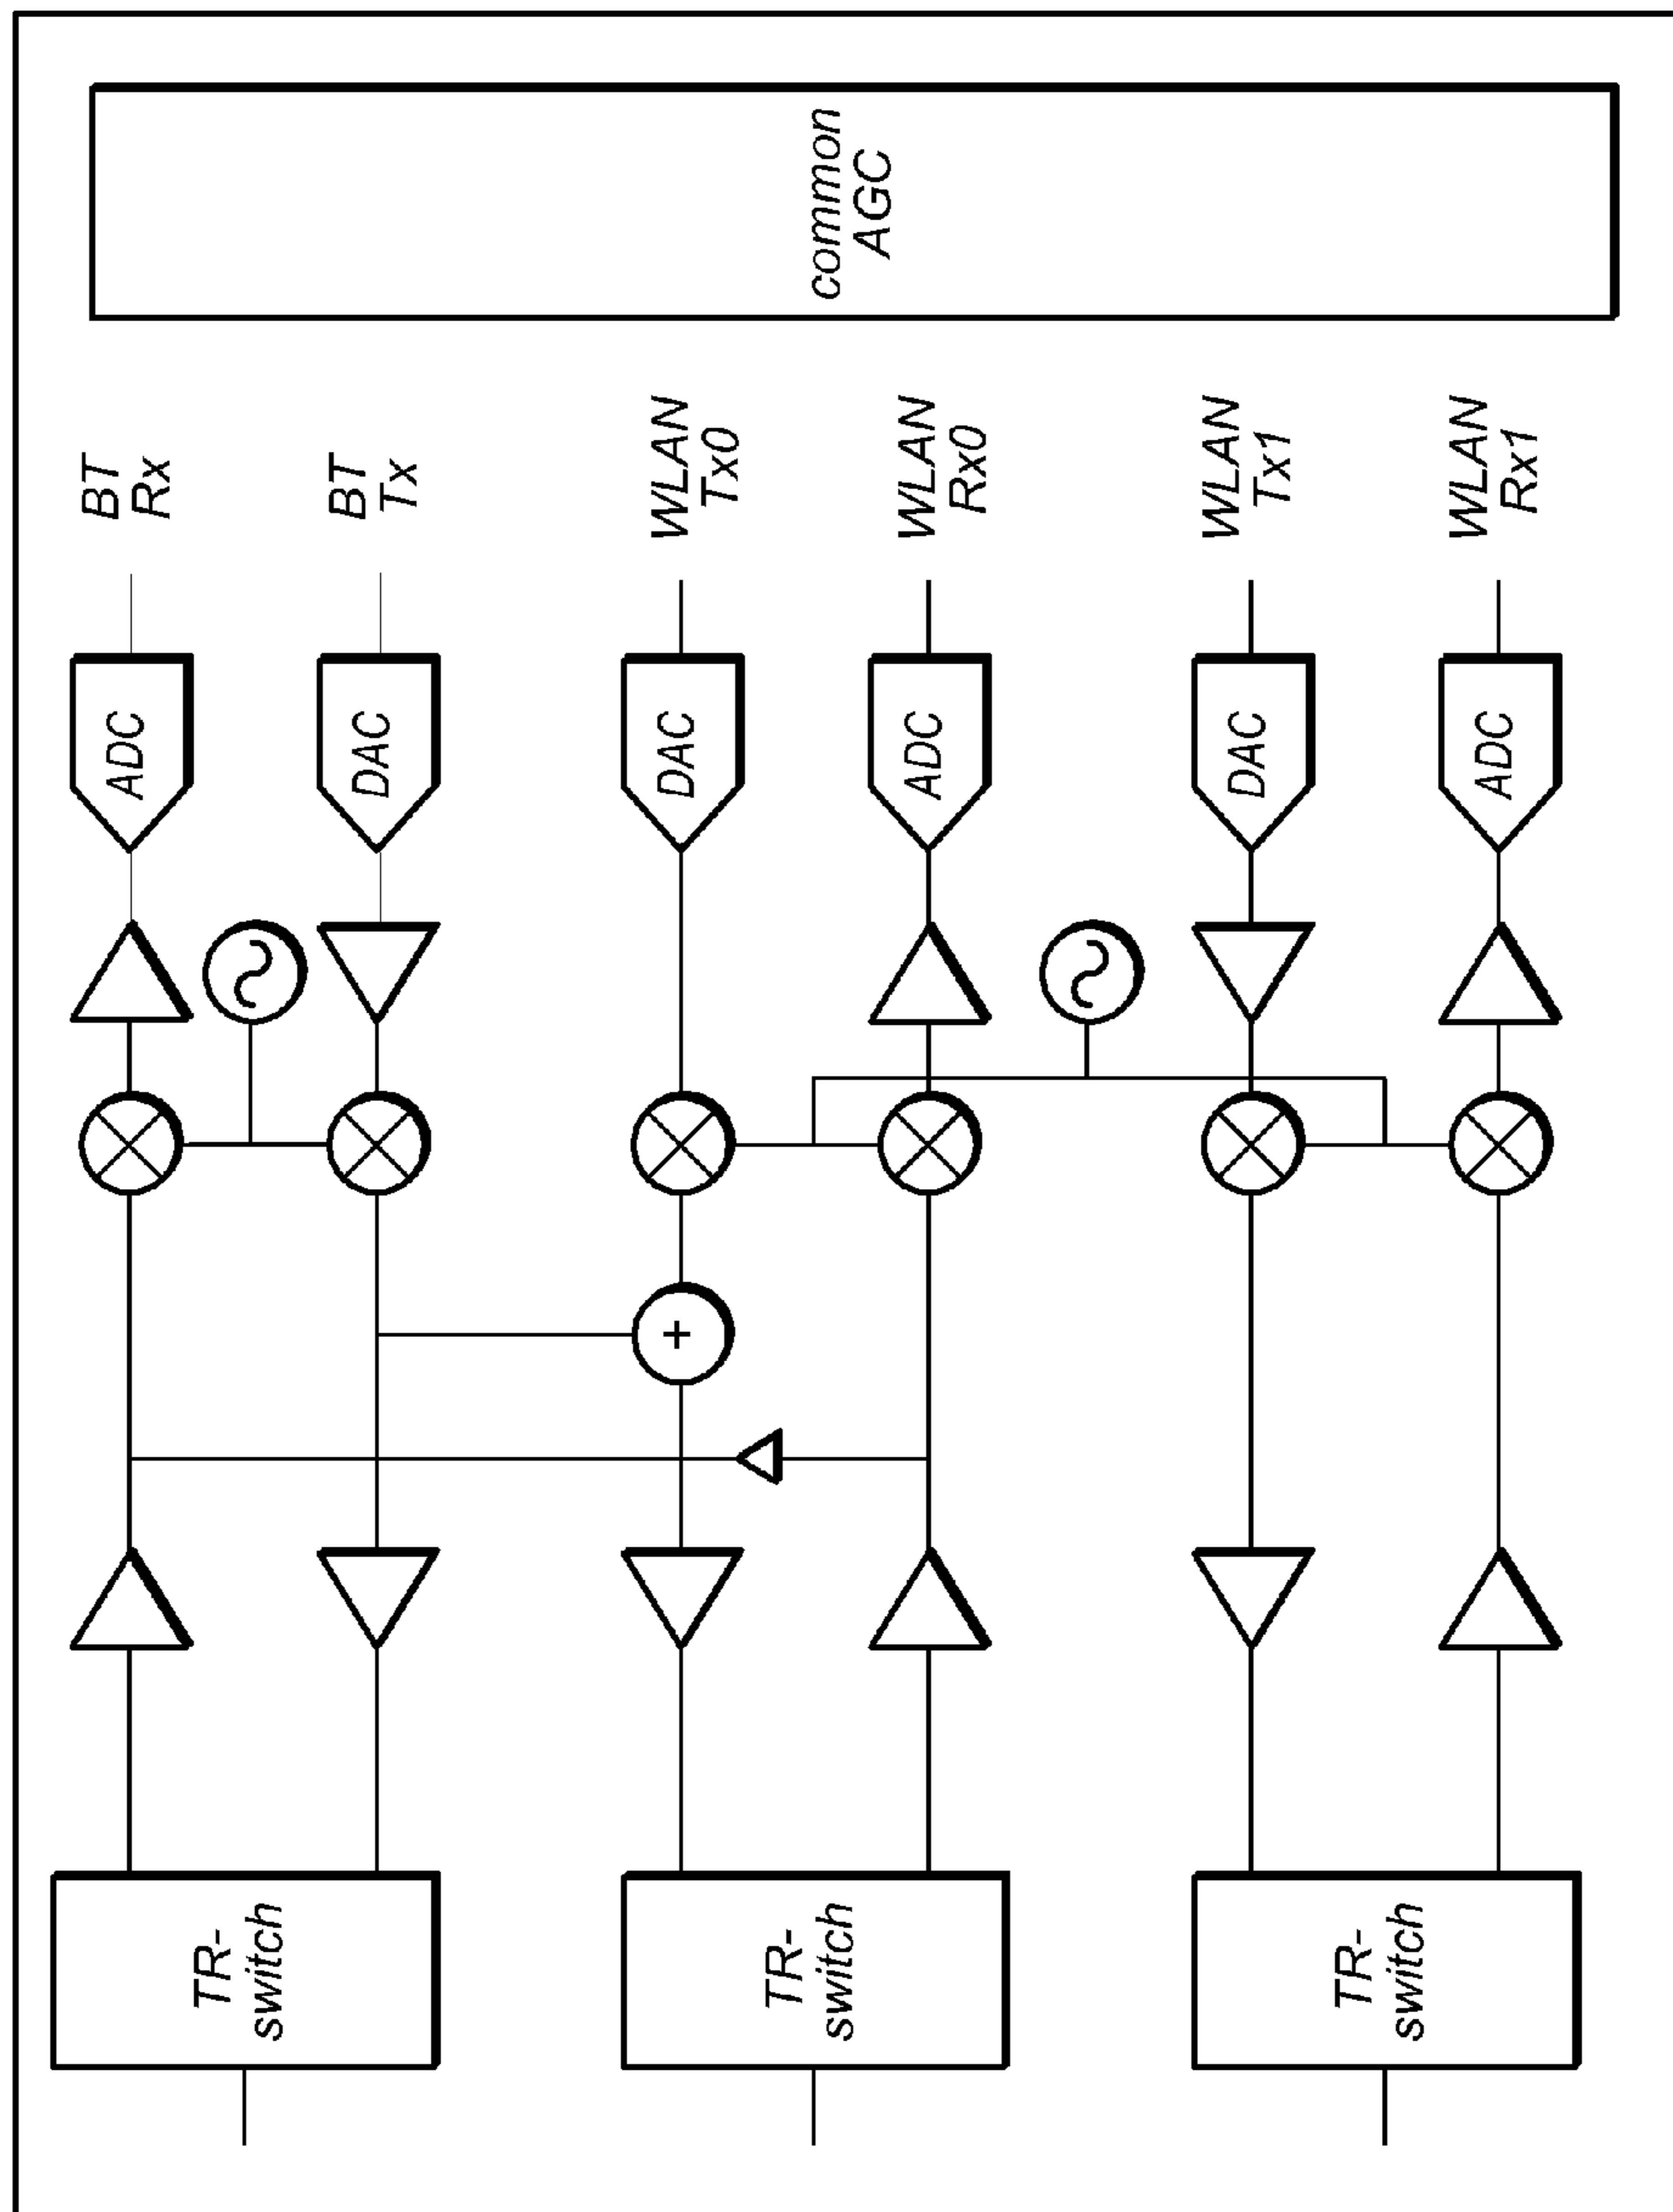 common
AGC
BT
Rx
BT
Tx
WLAN
Tx0
WLAN
Rx0
WLAN
Tx1
WLAN
Rx1
ADC
DAC
DAC
ADC
DAC
ADC
+
TR-
switch
TR-
switch
TR-
switch